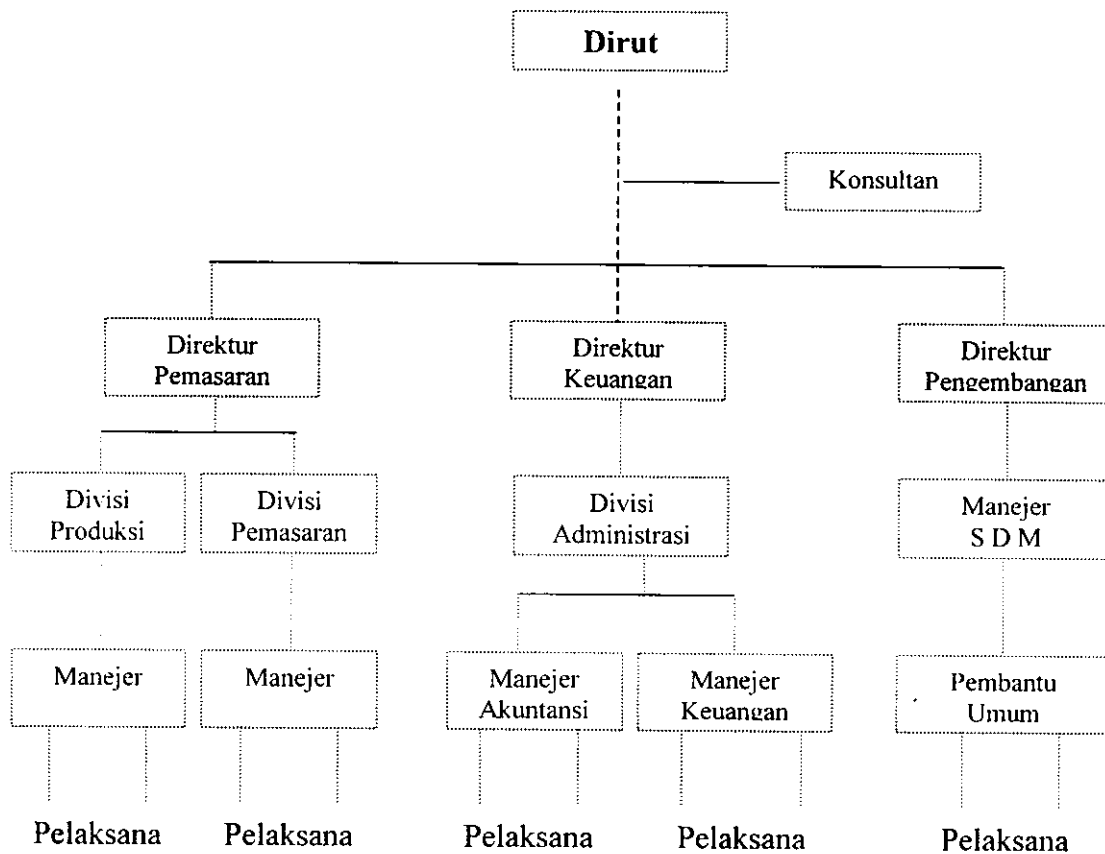 Dirut
Konsultan
Direktur
Pemasaran
Direktur
Keuangan
Direktur
Pengembangan
Divisi
Produksi
Divisi
Pemasaran
Divisi
Administrasi
Manejer
S D M
Manejer
Manejer
Manejer
Akuntansi
Manejer
Keuangan
Pembantu
Umum
Pelaksana
Pelaksana
Pelaksana
Pelaksana
Pelaksana